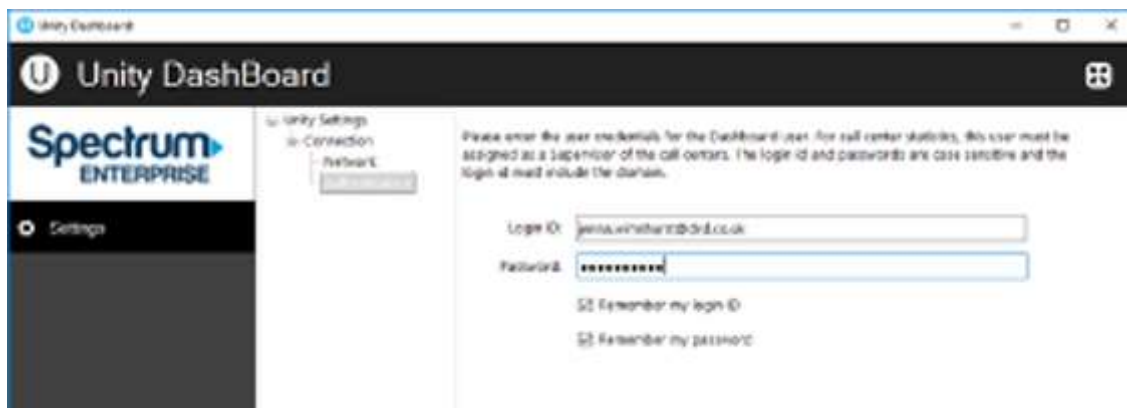 Unity Dashboard
Unity DashBoard
Spectrum
ENTERPRISE
Settings
Unity Settings
Connection
Network
Please enter the user credentials for the Dashboard user. For call center statistics, this user must be
assigned as a Supervisor of the call centers. The login id and passwords are case sensitive and the
login id must include the domain.
Login ID:
Password:
Remember my login ID
Remember my password